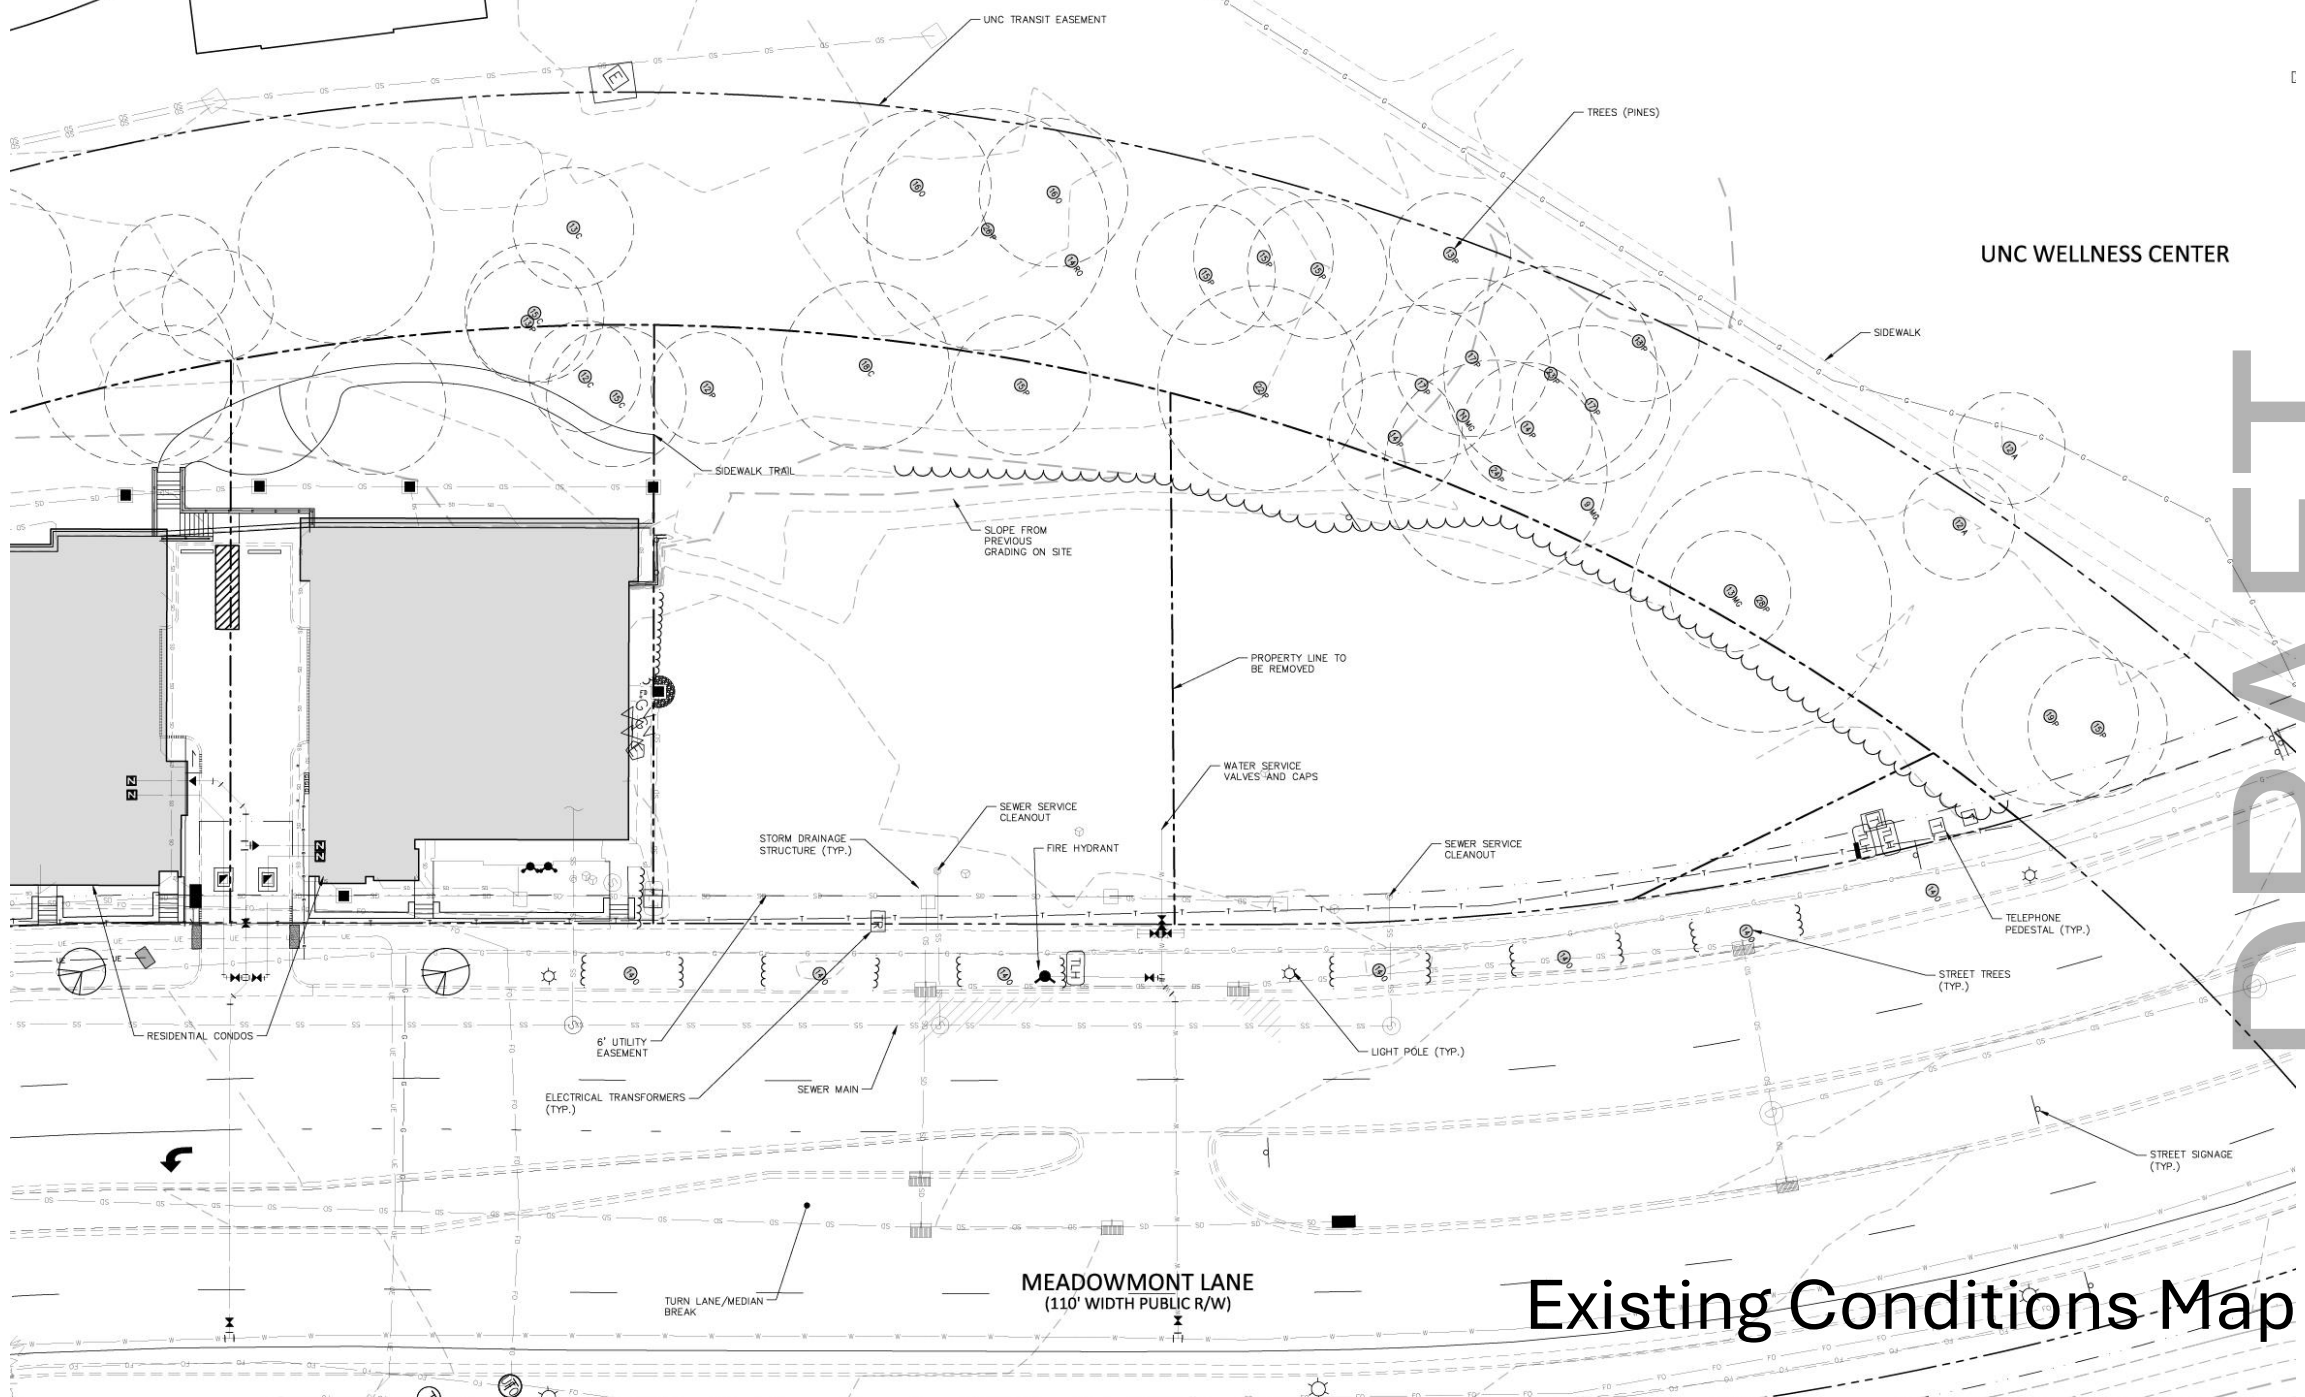 UNC TRANSIT EASEMENT
E
TREES (PINES)
UNC WELLNESS CENTER
SIDEWALK
SIDEWALK TRAIL
SLOPE FROM
PREVIOUS
GRADING ON SITE
PROPERTY LINE TO
BE REMOVED
WATER SERVICE
VALVES AND CAPS
SEWER SERVICE
CLEANOUT
STORM DRAINAGE
STRUCTURE (TYP.)
FIRE HYDRANT
SEWER SERVICE
CLEANOUT
TELEPHONE
PEDESTAL (TYP.)
STREET TREES
(TYP.)
RESIDENTIAL CONDOS
6' UTILITY
EASEMENT
LIGHT POLE (TYP.)
ELECTRICAL TRANSFORMERS
(TYP.)
SEWER MAIN
STREET SIGNAGE
(TYP.)
TURN LANE/MEDIAN
BREAK
MEADOWMONT LANE
(110' WIDTH PUBLIC R/W)
Existing Conditions Map
DRAFT